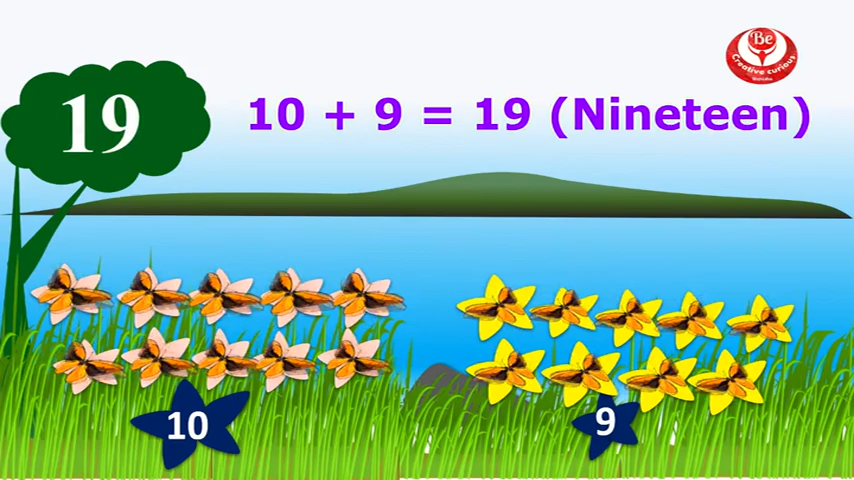 Be
Creative curious
19
10 + 9 = 19 (Nineteen)
10
9